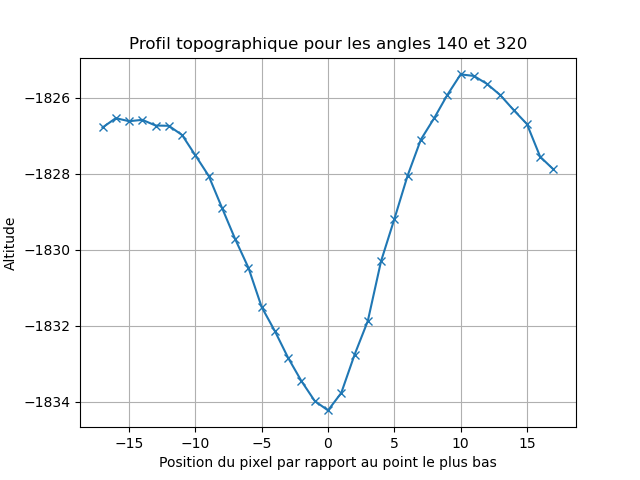 Profil topographique pour les angles 140 et 320
Altitude
−1826
−1828
−1830
−1832
−1834
−15 −10 −5 0 5 10 15
Position du pixel par rapport au point le plus bas